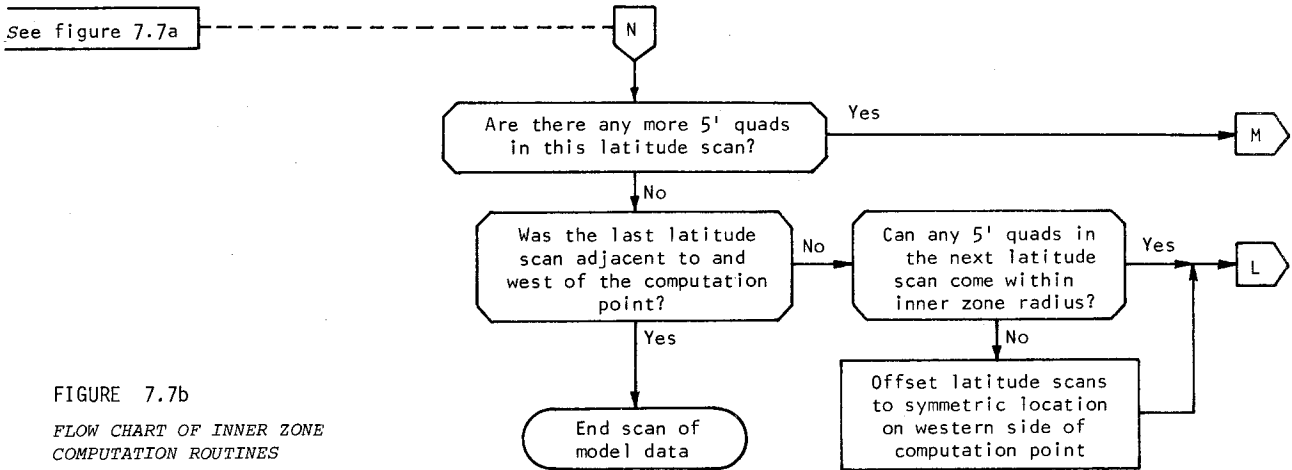 See figure 7.7a
N
Are there any more 5' quads
in this latitude scan?
Yes
M
No
Was the last latitude
scan adjacent to and
west of the computation
point?
No
Can any 5' quads in
the next latitude
scan come within
inner zone radius?
Yes
L
Yes
No
Offset latitude scans
to symmetric location
on western side of
computation point
End scan of
model data
FIGURE 7.7b
FLOW CHART OF INNER ZONE
COMPUTATION ROUTINES